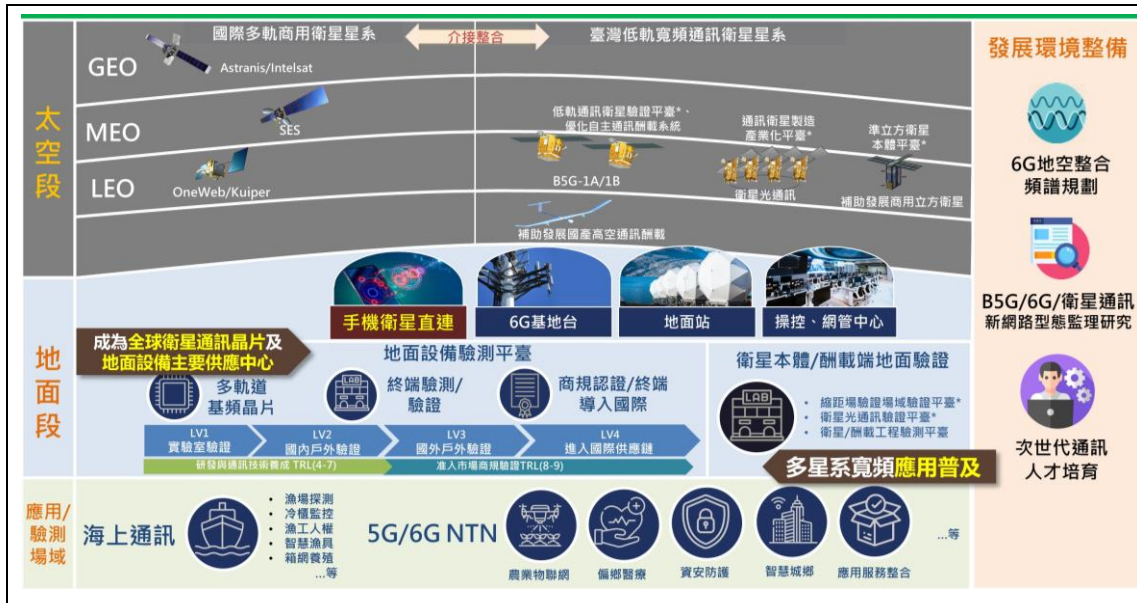 國際多軌商用衛星星系
介接整合
臺灣低軌寬頻通訊衛星星系
太空段
GEO
Astranis/Intelsat
MEO
SES
LEO
OneWeb/Kuiper
低軌通訊衛星驗證平臺*、
優化自主通訊酬載系統
B5G-1A/1B
通訊衛星製造
產業化平臺*
衛星光通訊
準立方衛星
本體平臺*
補助發展商用立方衛星
補助發展國產高空通訊酬載
手機衛星直連
6G基地台
地面站
操控、網管中心
地面段
成為全球衛星通訊晶片及
地面設備主要供應中心
地面設備驗測平臺
多軌道
基頻晶片
LAB
終端驗測/
驗證
商規認證/終端
導入國際
LV1
實驗室驗證
LV2
國內戶外驗證
LV3
國外戶外驗證
LV4
進入國際供應鏈
研發與通訊技術養成 TRL(4-7)
准入市場商規驗證TRL(8-9)
衛星本體/酬載端地面驗證
LAB
• 縮距場驗證場域驗證平臺*
• 衛星光通訊驗證平臺*
• 衛星/酬載工程驗測平臺
多星系寬頻應用普及
應用/
驗測
場域
海上通訊
• 漁場探測
• 冷櫃監控
• 漁工人權
• 智慧漁具
• 箱網養殖
...等
5G/6G NTN
農業物聯網
偏鄉醫療
資安防護
智慧城鄉
應用服務整合
...等
發展環境整備
6G地空整合
頻譜規劃
B5G/6G/衛星通訊
新網路型態監理研究
次世代通訊
人才培育